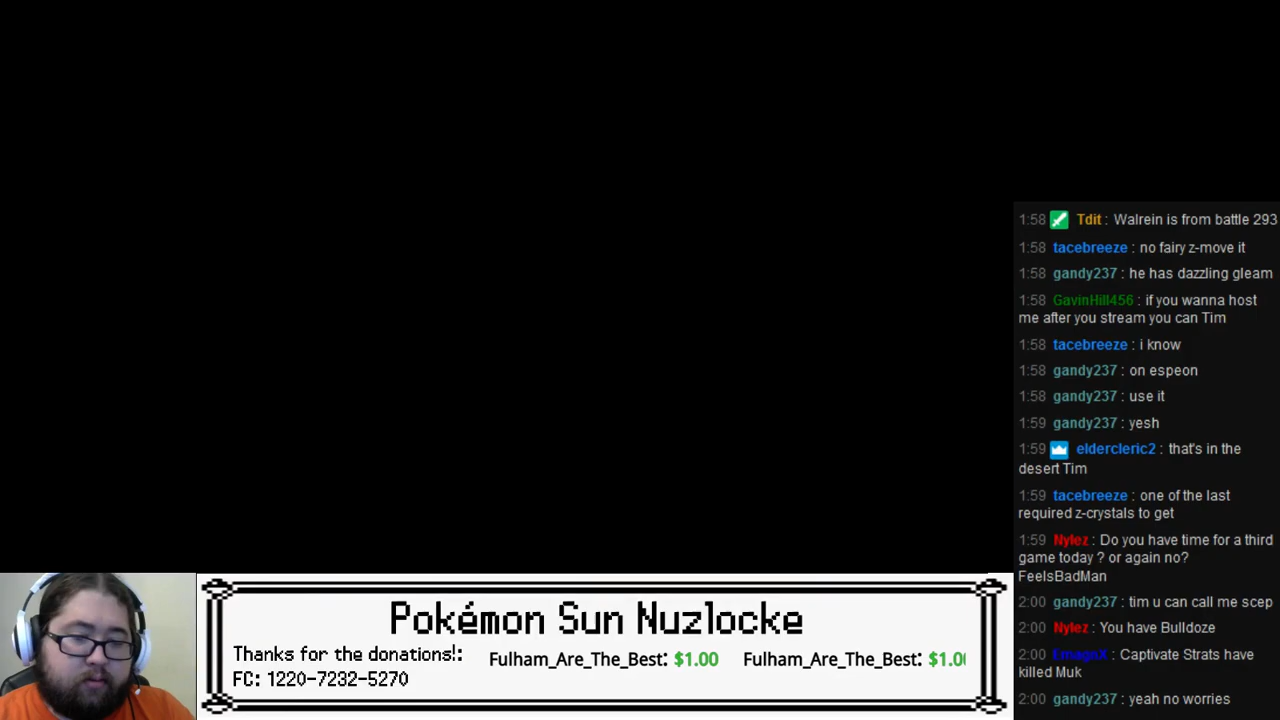 1:58 Tdit : Walrein is from battle 293
1:58 tacebreeze : no fairy z-move it
1:58 gandy237 : he has dazzling gleam
1:58 GavinHill456 : if you wanna host
me after you stream you can Tim
1:58 tacebreeze : i know
1:58 gandy237 : on espeon
1:58 gandy237 : use it
1:59 gandy237 : yesh
1:59 eldercleric2 : that's in the
desert Tim
1:59 tacebreeze : one of the last
required z-crystals to get
1:59 Nylez : Do you have time for a third
game today ? or again no?
FeelsBadMan
2:00 gandy237 : tim u can call me scep
2:00 Nylez : You have Bulldoze
2:00 EmagnX : Captivate Strats have
killed Muk
2:00 gandy237 : yeah no worries
Pokémon Sun Nuzlocke
Thanks for the donations!: Fulham_Are_The_Best: $1.00 Fulham_Are_The_Best: $1.0
FC: 1220-7232-5270